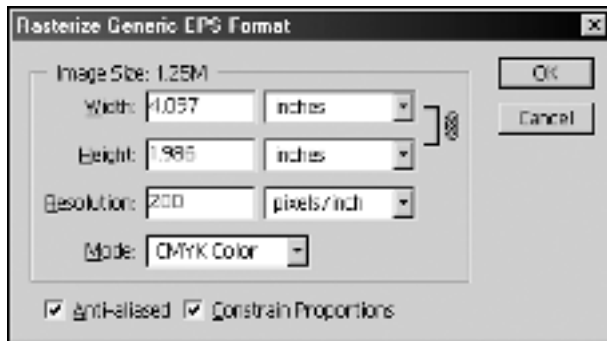 Rasterize Generic EPS Format
Image Size: 1.25M
OK
Width: 4.097 inches
Cancel
Height: 1.986 inches
Resolution: 200 pixels/inch
Mode: CMYK Color
Anti-aliased Constrain Proportions